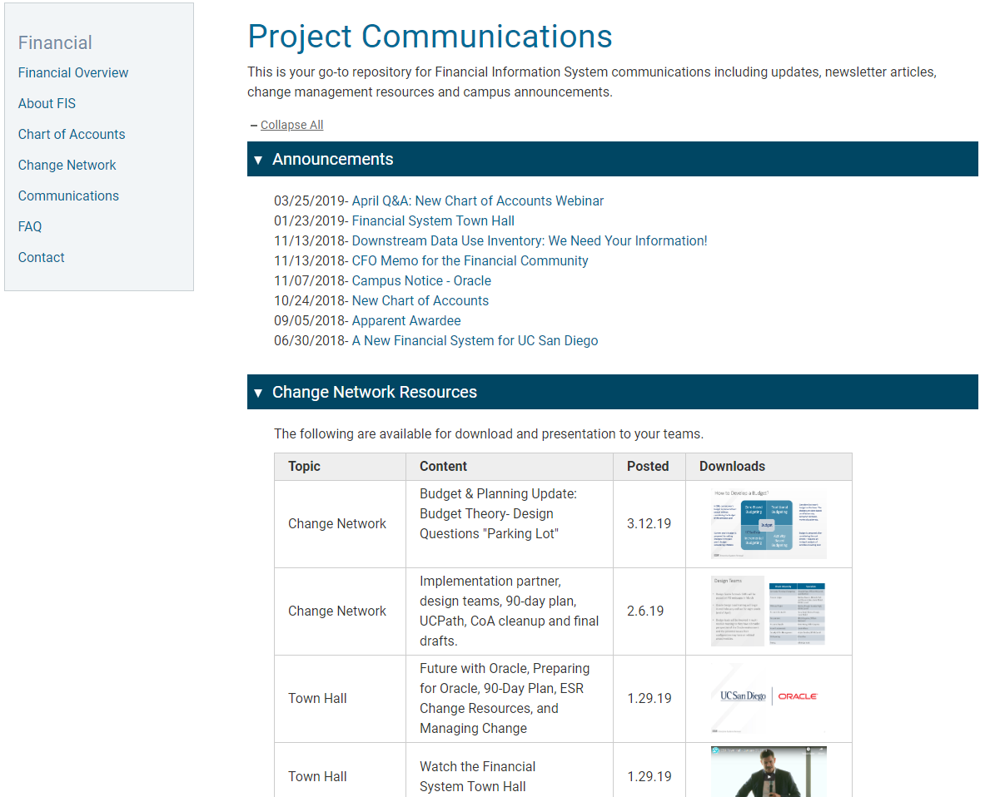 Financial
Financial Overview
About FIS
Chart of Accounts
Change Network
Communications
FAQ
Contact
Project Communications
This is your go-to repository for Financial Information System communications including updates, newsletter articles,
change management resources and campus announcements.
– Collapse All
▼ Announcements
03/25/2019- April Q&A: New Chart of Accounts Webinar
01/23/2019- Financial System Town Hall
11/13/2018- Downstream Data Use Inventory: We Need Your Information!
11/13/2018- CFO Memo for the Financial Community
11/07/2018- Campus Notice - Oracle
10/24/2018- New Chart of Accounts
09/05/2018- Apparent Awardee
06/30/2018- A New Financial System for UC San Diego
▼ Change Network Resources
The following are available for download and presentation to your teams.
Topic Content Posted Downloads
Change Network
Budget & Planning Update:
Budget Theory- Design
Questions "Parking Lot"
3.12.19
How to Develop a Budget?
Zero-Based
Budgeting
Traditional
Budgeting
Budget
Incremental
Budgeting
Activity
Based
Budgeting
Change Network
Implementation partner,
design teams, 90-day plan,
UCPath, CoA cleanup and final
drafts.
2.6.19
Design Teams
Town Hall
Future with Oracle, Preparing
for Oracle, 90-Day Plan, ESR
Change Resources, and
Managing Change
1.29.19
UC San Diego ORACLE
Town Hall
Watch the Financial
System Town Hall
1.29.19